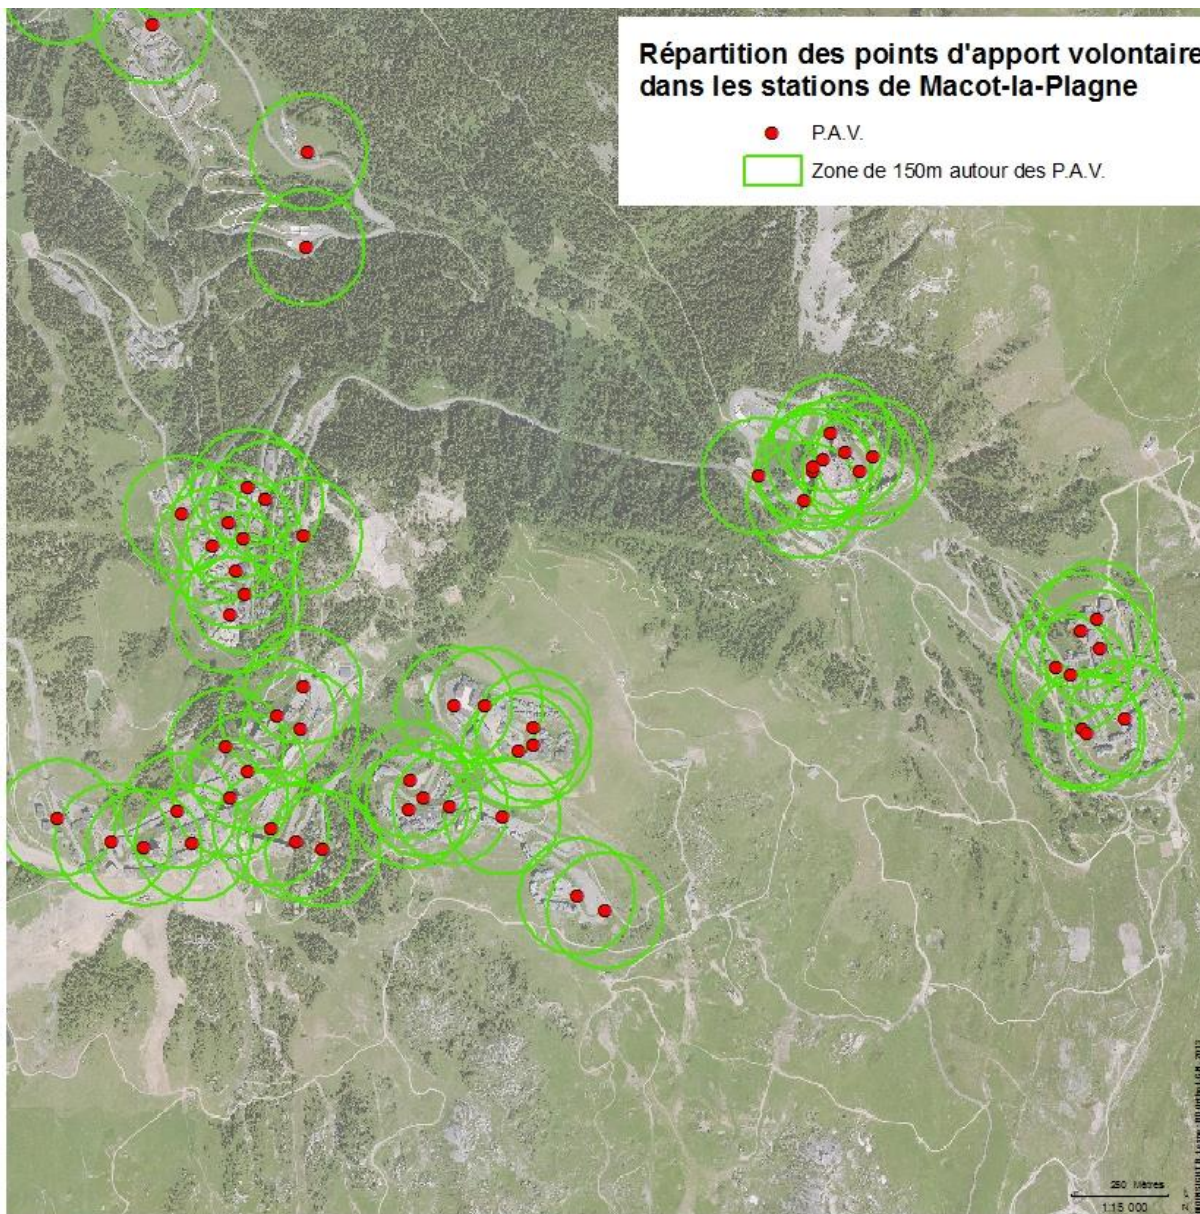 Répartition des points d'apport volontaire
dans les stations de Macot-la-Plagne
P.A.V.
Zone de 150m autour des P.A.V.
250 Mètres
1:15 000